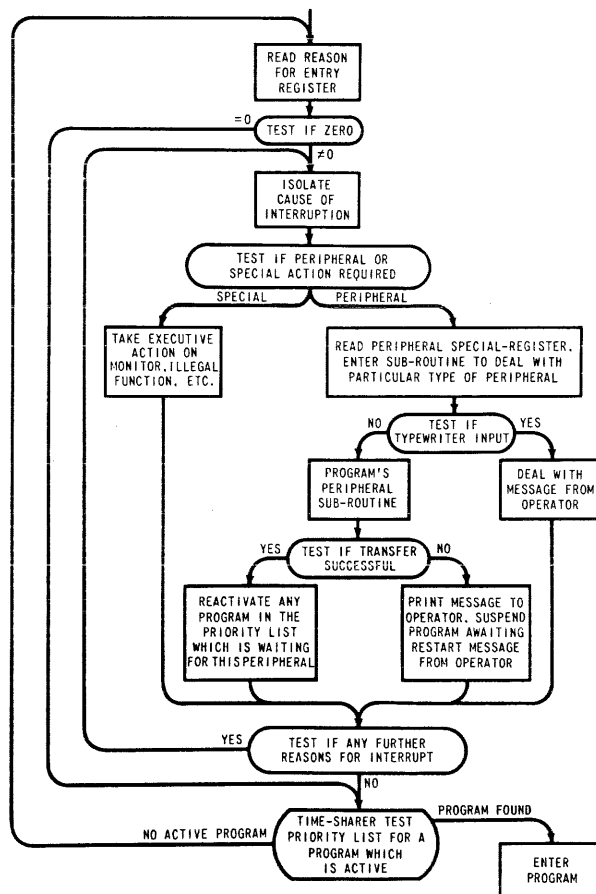 READ REASON
FOR ENTRY
REGISTER
=0
TEST IF ZERO
≠0
ISOLATE
CAUSE OF
INTERRUPTION
TEST IF PERIPHERAL OR
SPECIAL ACTION REQUIRED
SPECIAL
PERIPHERAL
TAKE EXECUTIVE
ACTION ON
MONITOR, ILLEGAL
FUNCTION, ETC.
READ PERIPHERAL SPECIAL-REGISTER,
ENTER SUB-ROUTINE TO DEAL WITH
PARTICULAR TYPE OF PERIPHERAL
NO
TEST IF
TYPEWRITER INPUT
YES
PROGRAM'S
PERIPHERAL
SUB-ROUTINE
DEAL WITH
MESSAGE FROM
OPERATOR
YES
TEST IF TRANSFER
SUCCESSFUL
NO
REACTIVATE ANY
PROGRAM IN THE
PRIORITY LIST
WHICH IS WAITING
FOR THIS PERIPHERAL
PRINT MESSAGE TO
OPERATOR, SUSPEND
PROGRAM AWAITING
RESTART MESSAGE
FROM OPERATOR
YES
TEST IF ANY FURTHER
REASONS FOR INTERRUPT
NO
NO ACTIVE PROGRAM
TIME-SHARER TEST
PRIORITY LIST FOR A
PROGRAM WHICH
IS ACTIVE
PROGRAM FOUND
ENTER
PROGRAM